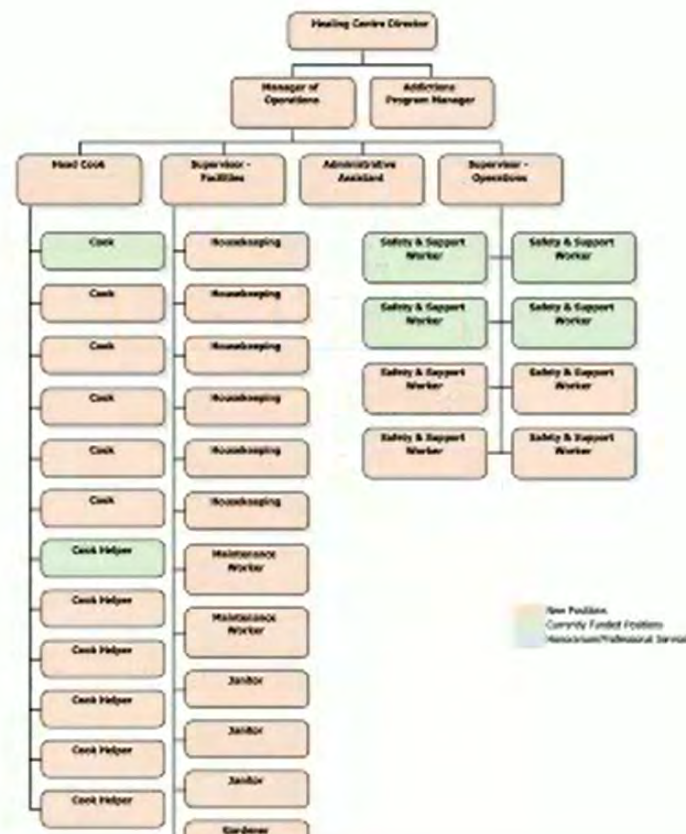 Healing Centre Director
Manager of
Operations
Addictions
Program Manager
Head Cook
Supervisor -
Facilities
Administrative
Assistant
Supervisor -
Operations
Cook
Cook
Cook
Cook
Cook
Cook
Cook Helper
Cook Helper
Cook Helper
Cook Helper
Cook Helper
Cook Helper
Housekeeping
Housekeeping
Housekeeping
Housekeeping
Housekeeping
Housekeeping
Maintenance
Worker
Maintenance
Worker
Janitor
Janitor
Janitor
Gardener
Safety & Support
Worker
Safety & Support
Worker
Safety & Support
Worker
Safety & Support
Worker
Safety & Support
Worker
Safety & Support
Worker
Safety & Support
Worker
Safety & Support
Worker
New Positions
Currently Funded Positions
Honorarium/Professional Service